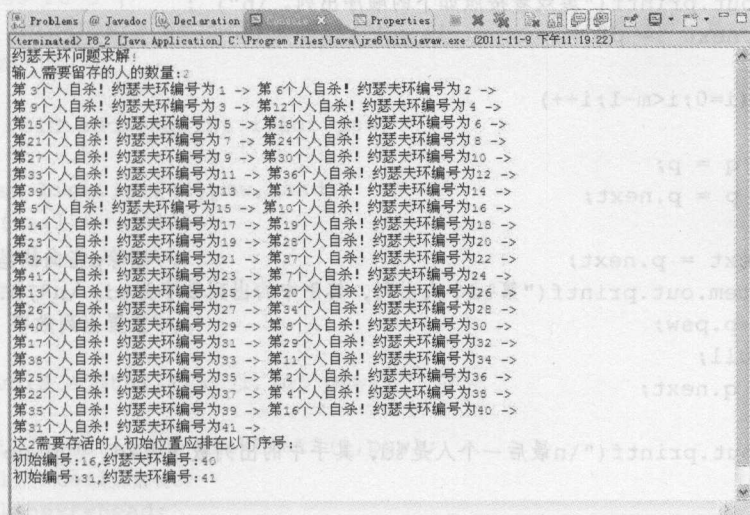 Problems @ Javadoc Declaration Console Properties
<terminated> P8_2 [Java Application] C:\Program Files\Java\jre6\bin\javaw.exe (2011-11-9 下午11:19:22)
约瑟夫环问题求解!
输入需要留存的人的数量:2
第 3个人自杀! 约瑟夫环编号为 1 -> 第 6个人自杀! 约瑟夫环编号为 2 ->
第 9个人自杀! 约瑟夫环编号为 3 -> 第12个人自杀! 约瑟夫环编号为 4 ->
第15个人自杀! 约瑟夫环编号为 5 -> 第18个人自杀! 约瑟夫环编号为 6 ->
第21个人自杀! 约瑟夫环编号为 7 -> 第24个人自杀! 约瑟夫环编号为 8 ->
第27个人自杀! 约瑟夫环编号为 9 -> 第30个人自杀! 约瑟夫环编号为10 ->
第33个人自杀! 约瑟夫环编号为11 -> 第36个人自杀! 约瑟夫环编号为12 ->
第39个人自杀! 约瑟夫环编号为13 -> 第 1个人自杀! 约瑟夫环编号为14 ->
第 5个人自杀! 约瑟夫环编号为15 -> 第10个人自杀! 约瑟夫环编号为16 ->
第14个人自杀! 约瑟夫环编号为17 -> 第19个人自杀! 约瑟夫环编号为18 ->
第23个人自杀! 约瑟夫环编号为19 -> 第28个人自杀! 约瑟夫环编号为20 ->
第32个人自杀! 约瑟夫环编号为21 -> 第37个人自杀! 约瑟夫环编号为22 ->
第41个人自杀! 约瑟夫环编号为23 -> 第 7个人自杀! 约瑟夫环编号为24 ->
第13个人自杀! 约瑟夫环编号为25 -> 第20个人自杀! 约瑟夫环编号为26 ->
第26个人自杀! 约瑟夫环编号为27 -> 第34个人自杀! 约瑟夫环编号为28 ->
第40个人自杀! 约瑟夫环编号为29 -> 第 8个人自杀! 约瑟夫环编号为30 ->
第17个人自杀! 约瑟夫环编号为31 -> 第29个人自杀! 约瑟夫环编号为32 ->
第38个人自杀! 约瑟夫环编号为33 -> 第11个人自杀! 约瑟夫环编号为34 ->
第25个人自杀! 约瑟夫环编号为35 -> 第 2个人自杀! 约瑟夫环编号为36 ->
第22个人自杀! 约瑟夫环编号为37 -> 第 4个人自杀! 约瑟夫环编号为38 ->
第35个人自杀! 约瑟夫环编号为39 -> 第16个人自杀! 约瑟夫环编号为40 ->
第31个人自杀! 约瑟夫环编号为41 ->
这2需要存活的人初始位置应排在以下序号:
初始编号:16,约瑟夫环编号:40
初始编号:31,约瑟夫环编号:41